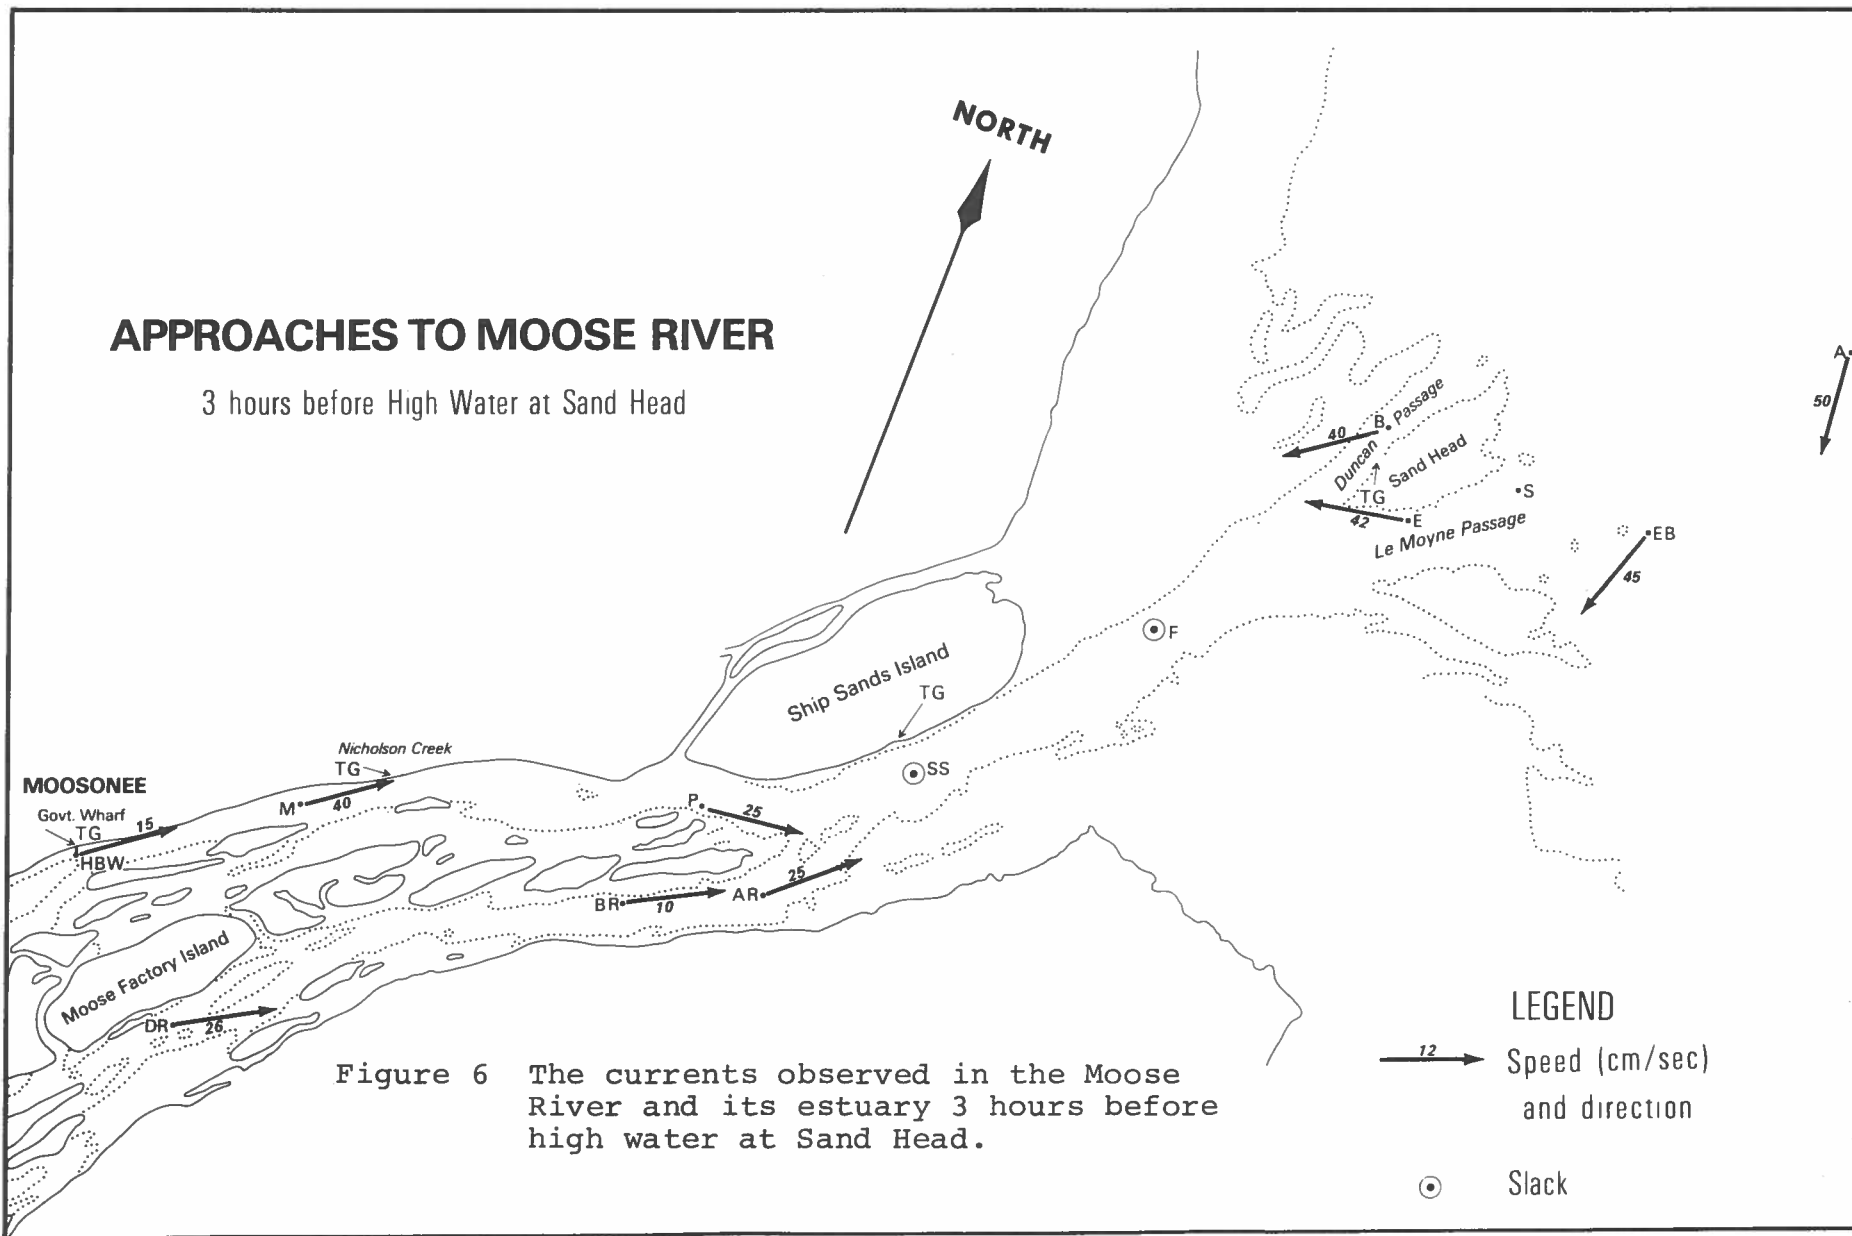 NORTH
APPROACHES TO MOOSE RIVER
3 hours before High Water at Sand Head
A
50
B
Passage
40
Duncan
Sand Head
TG
S
E
42
Le Moyne Passage
EB
45
F
Ship Sands Island
TG
SS
Nicholson Creek
TG
MOOSONEE
M
40
Govt. Wharf
TG
15
HBW
P
25
25
AR
BR
10
Moose Factory Island
DR
26
LEGEND
12
Speed (cm/sec)
and direction
Slack
Figure 6 The currents observed in the Moose
River and its estuary 3 hours before
high water at Sand Head.